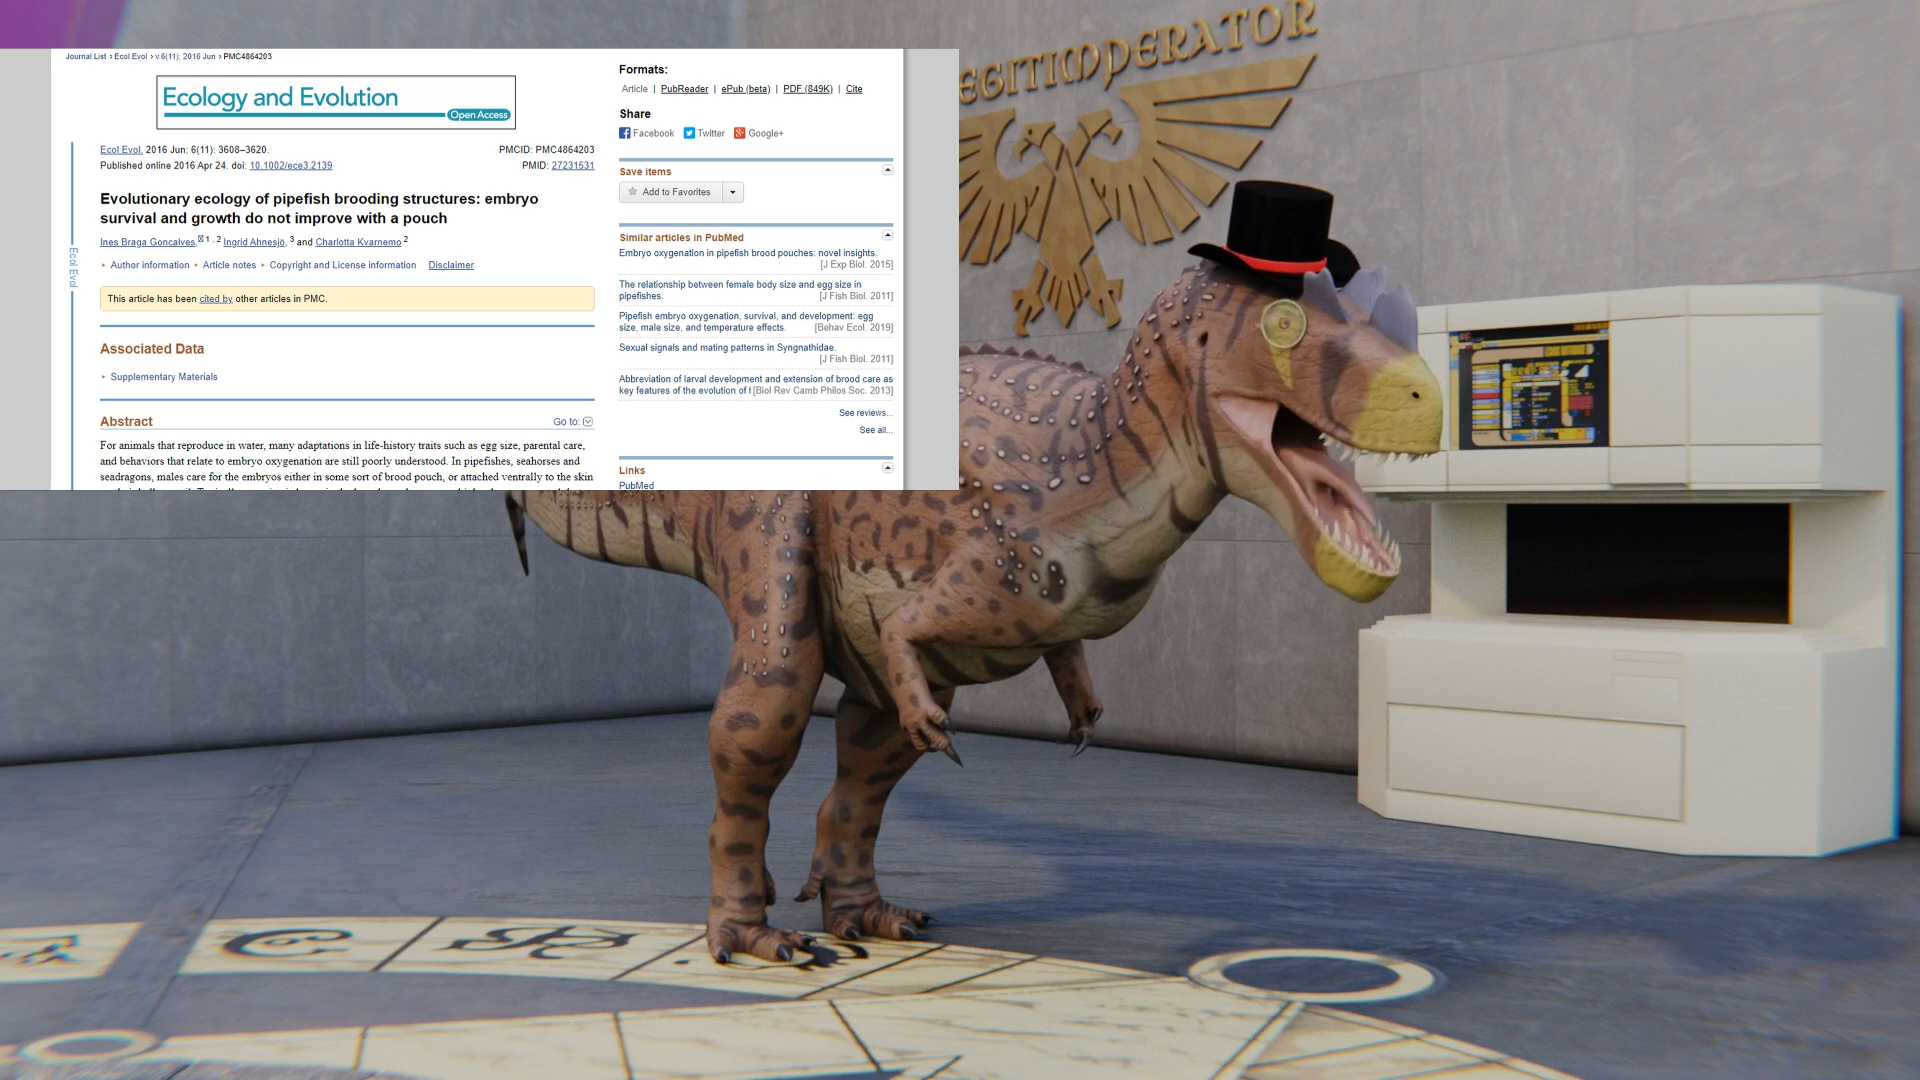 Journal List › Ecol Evol › v.6(11); 2016 Jun › PMC4864203
Ecology and Evolution
Open Access
Ecol Evol. 2016 Jun; 6(11): 3608–3620.
PMCID: PMC4864203
Published online 2016 Apr 24. doi: 10.1002/ece3.2139
PMID: 27231531
Evolutionary ecology of pipefish brooding structures: embryo
survival and growth do not improve with a pouch
Ines Braga Goncalves, 1 , 2 Ingrid Ahnesjö, 3 and Charlotta Kvarnemo 2
Author information Article notes Copyright and License information Disclaimer
This article has been cited by other articles in PMC.
Associated Data
Supplementary Materials
Abstract
Go to:
For animals that reproduce in water, many adaptations in life‐history traits such as egg size, parental care,
and behaviors that relate to embryo oxygenation are still poorly understood. In pipefishes, seahorses and
seadragons, males care for the embryos either in some sort of brood pouch, or attached ventrally to the skin
Ecol Evol
Formats:
Article | PubReader | ePub (beta) | PDF (849K) | Cite
Share
Facebook Twitter Google+
Save items
Add to Favorites
Similar articles in PubMed
Embryo oxygenation in pipefish brood pouches: novel insights.
[J Exp Biol. 2015]
The relationship between female body size and egg size in
pipefishes. [J Fish Biol. 2011]
Pipefish embryo oxygenation, survival, and development: egg
size, male size, and temperature effects. [Behav Ecol. 2019]
Sexual signals and mating patterns in Syngnathidae.
[J Fish Biol. 2011]
Abbreviation of larval development and extension of brood care as
key features of the evolution of [Biol Rev Camb Philos Soc. 2013]
See reviews...
See all...
Links
PubMed
EGITIMPERATOR